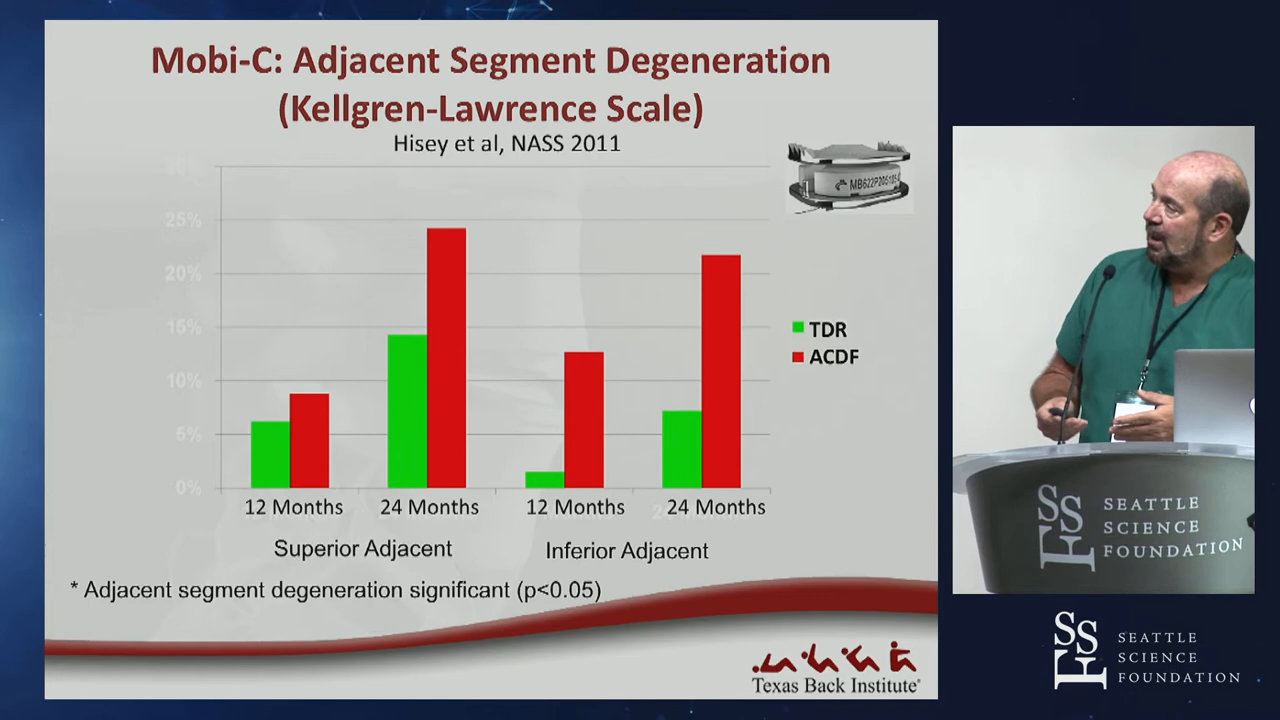 Mobi-C: Adjacent Segment Degeneration
(Kellgren-Lawrence Scale)
Hisey et al, NASS 2011
25%
20%
15%
10%
5%
0%
TDR
ACDF
12 Months
24 Months
12 Months
24 Months
Superior Adjacent
Inferior Adjacent
* Adjacent segment degeneration significant (p<0.05)
Texas Back Institute
SSF
SEATTLE
SCIENCE
FOUNDATION
SSF
SEATTLE
SCIENCE
FOUNDATION